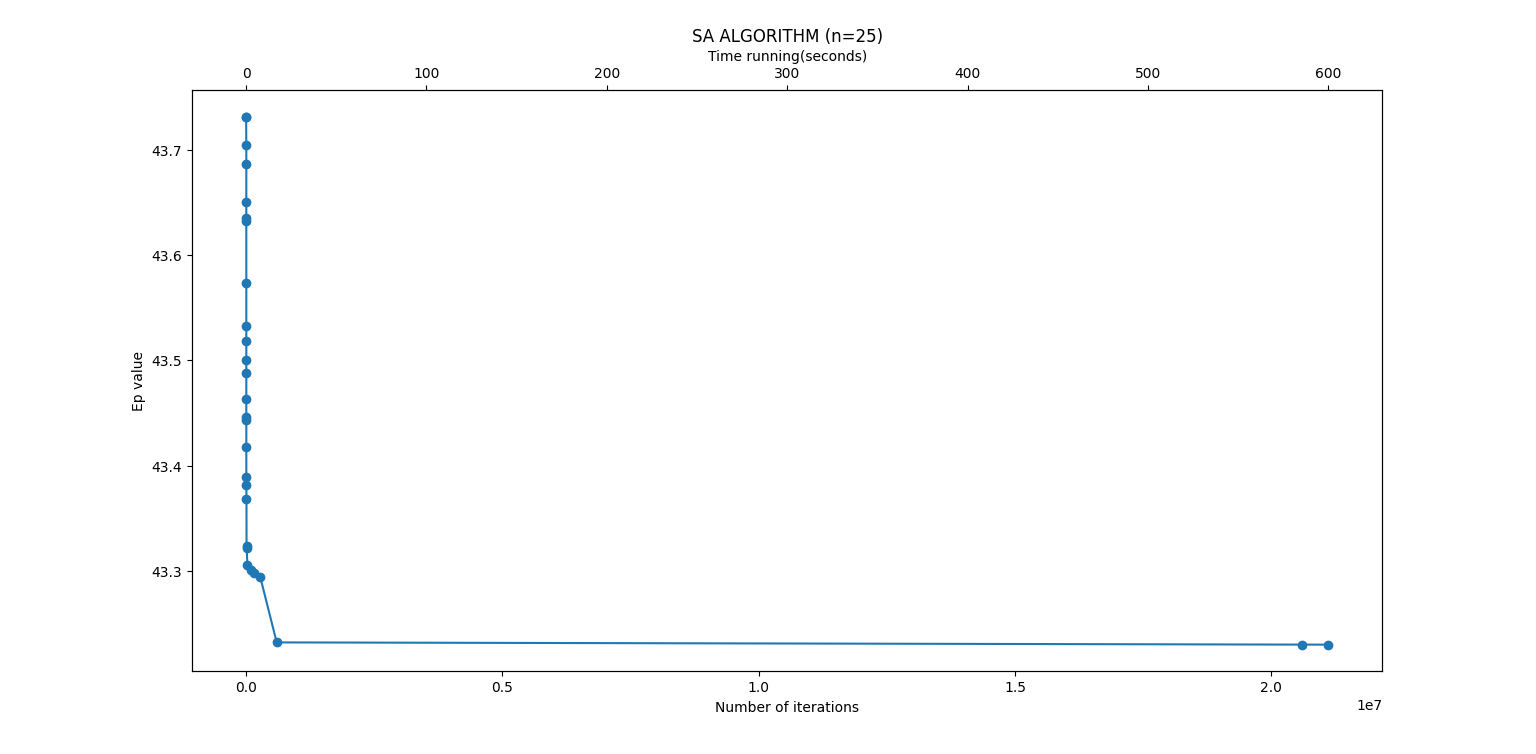 SA ALGORITHM (n=25)
Time running(seconds)
0 100 200 300 400 500 600
43.7
43.6
43.5
43.4
43.3
Ep value
0.0 0.5 1.0 1.5 2.0
1e7
Number of iterations